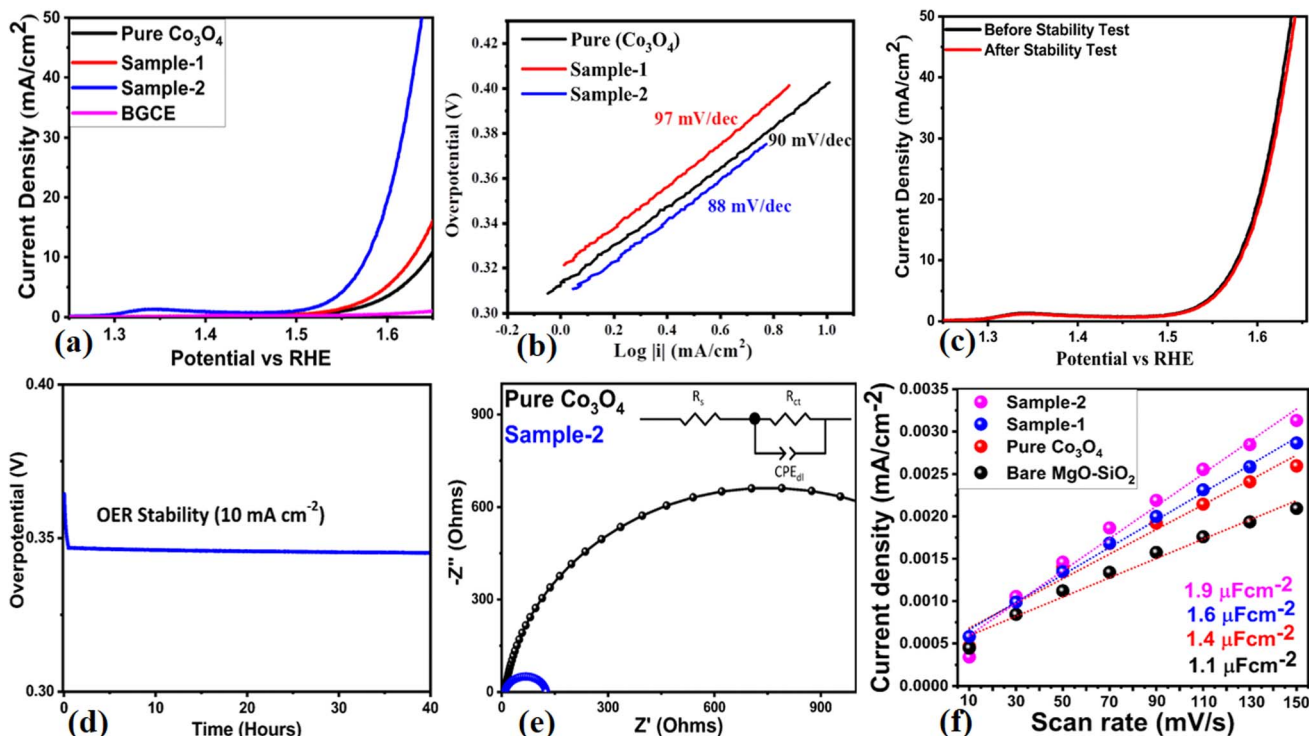 50
40
30
20
10
0
Current Density (mA/cm²)
Pure Co₃O₄
Sample-1
Sample-2
BGCE
1.3
1.4
1.5
1.6
(a)
Potential vs RHE
0.42
0.40
0.38
0.36
0.34
0.32
0.30
Overpotential (V)
Pure (Co₃O₄)
Sample-1
Sample-2
97 mV/dec
90 mV/dec
88 mV/dec
-0.2
0.0
0.2
0.4
0.6
0.8
1.0
(b)
Log |i| (mA/cm²)
50
40
30
20
10
0
Current Density (mA/cm²)
Before Stability Test
After Stability Test
1.3
1.4
1.5
1.6
(c)
Potential vs RHE
0.40
0.35
0.30
Overpotential (V)
OER Stability (10 mA cm⁻²)
0
10
20
30
40
(d)
Time (Hours)
900
600
300
0
-Z'' (Ohms)
Pure Co₃O₄
Sample-2
Rs
Rct
CPEdl
0
300
600
900
(e)
Z' (Ohms)
0.0035
0.0030
0.0025
0.0020
0.0015
0.0010
0.0005
0.0000
Current density (mA/cm⁻²)
Sample-2
Sample-1
Pure Co₃O₄
Bare MgO-SiO₂
1.9 µFcm⁻²
1.6 µFcm⁻²
1.4 µFcm⁻²
1.1 µFcm⁻²
10
30
50
70
90
110
130
150
(f)
Scan rate (mV/s)